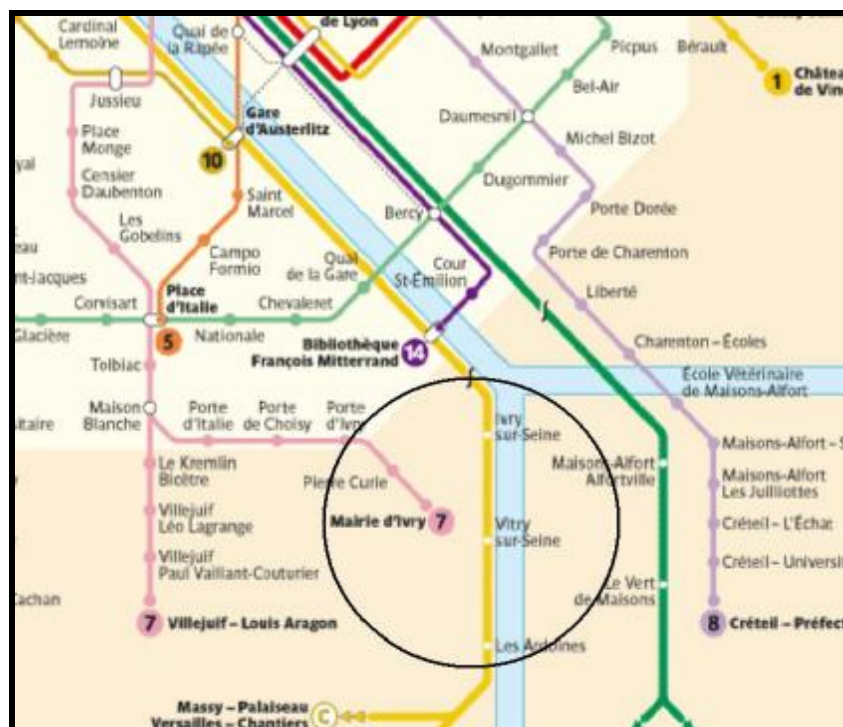 Cardinal
Lemoine
Quai de
la Rapée
de Lyon
Montgallet
Picpus
Bérault
1
Château
de Vin
Jussieu
Gare
d'Austerlitz
Daumesnil
Bel-Air
Place
Monge
10
Michel Bizot
Censier
Daubenton
Saint
Marcel
Dugommier
Porte Dorée
Les
Gobelins
Bercy
Campo
Formio
Quai
de la Gare
Cour
St-Émilion
Porte de Charenton
nt-Jacques
Place
d'Italie
Corvisart
Chevaleret
Liberté
Glacière
5
Nationale
Bibliothèque
François Mitterrand
14
Charenton – Écoles
Tolbiac
École Vétérinaire
de Maisons-Alfort
Maison
Blanche
Porte
d'Italie
Porte
de Choisy
Porte
d'Ivry
Ivry
sur-Seine
Maisons-Alfort – S
Le Kremlin
Bicêtre
Pierre Curie
Maisons-Alfort
Alfortville
Maisons-Alfort
Les Juilliottes
Villejuif
Léo Lagrange
Mairie d'Ivry
7
Vitry
sur-Seine
Créteil – L'Échat
Villejuif
Paul Vaillant-Couturier
Créteil – Universi
Cachan
Le Vert
de Maisons
7
Villejuif – Louis Aragon
8
Créteil – Préfect
Les Ardoines
Massy – Palaiseau
Versailles – Chantiers
C